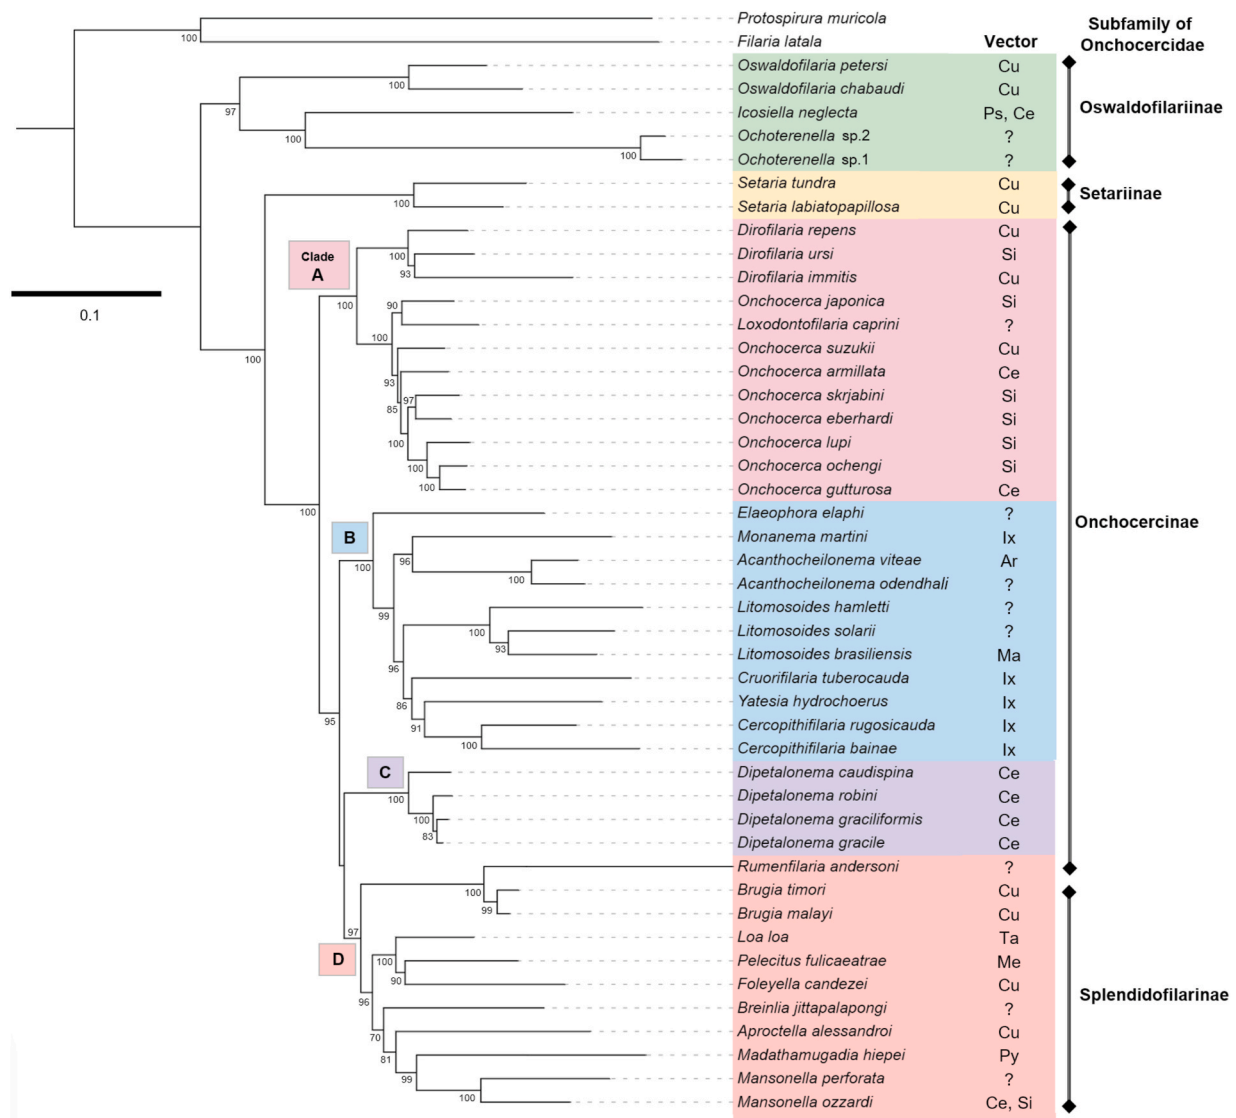 Protospirura muricola
Subfamily of
Onchocercidae
100
Filaria latala Vector
Oswaldofilaria petersi Cu
100
Oswaldofilaria chabaudi Cu
Oswaldofilariinae
97
Icosiella neglecta Ps, Ce
100
Ochoterenella sp.2 ?
100
Ochoterenella sp.1 ?
Setaria tundra Cu
Setariinae
100
Setaria labiatopapillosa Cu
Dirofilaria repens Cu
Clade
A
100
Dirofilaria ursi Si
93
Dirofilaria immitis Cu
0.1
90
Onchocerca japonica Si
100
Loxodontofilaria caprini ?
100
100
Onchocerca suzukii Cu
93
Onchocerca armillata Ce
97
Onchocerca skrjabini Si
85
Onchocerca eberhardi Si
100
Onchocerca lupi Si
100
Onchocerca ochengi Si
100
Onchocerca gutturosa Ce
100
Elaeophora elaphi ?
Onchocercinae
B
100
Monanema martini Ix
96
Acanthocheilonema viteae Ar
100
Acanthocheilonema odendhali ?
99
Litomosoides hamletti ?
100
Litomosoides solarii ?
93
Litomosoides brasiliensis Ma
96
Cruorifilaria tuberocauda Ix
86
Yatesia hydrochoerus Ix
91
Cercopithifilaria rugosicauda Ix
95
100
Cercopithifilaria bainae Ix
C
Dipetalonema caudispina Ce
100
Dipetalonema robini Ce
100
Dipetalonema graciliformis Ce
83
Dipetalonema gracile Ce
Rumenfilaria andersoni ?
100
Brugia timori Cu
99
Brugia malayi Cu
97
Loa loa Ta
D
100
Pelecitus fulicaeatrae Me
90
Foleyella candezei Cu
96
Splendidofilarinae
Breinlia jittapalapongi ?
70
Aproctella alessandroi Cu
81
Madathamugadia hiepei Py
99
Mansonella perforata ?
100
Mansonella ozzardi Ce, Si